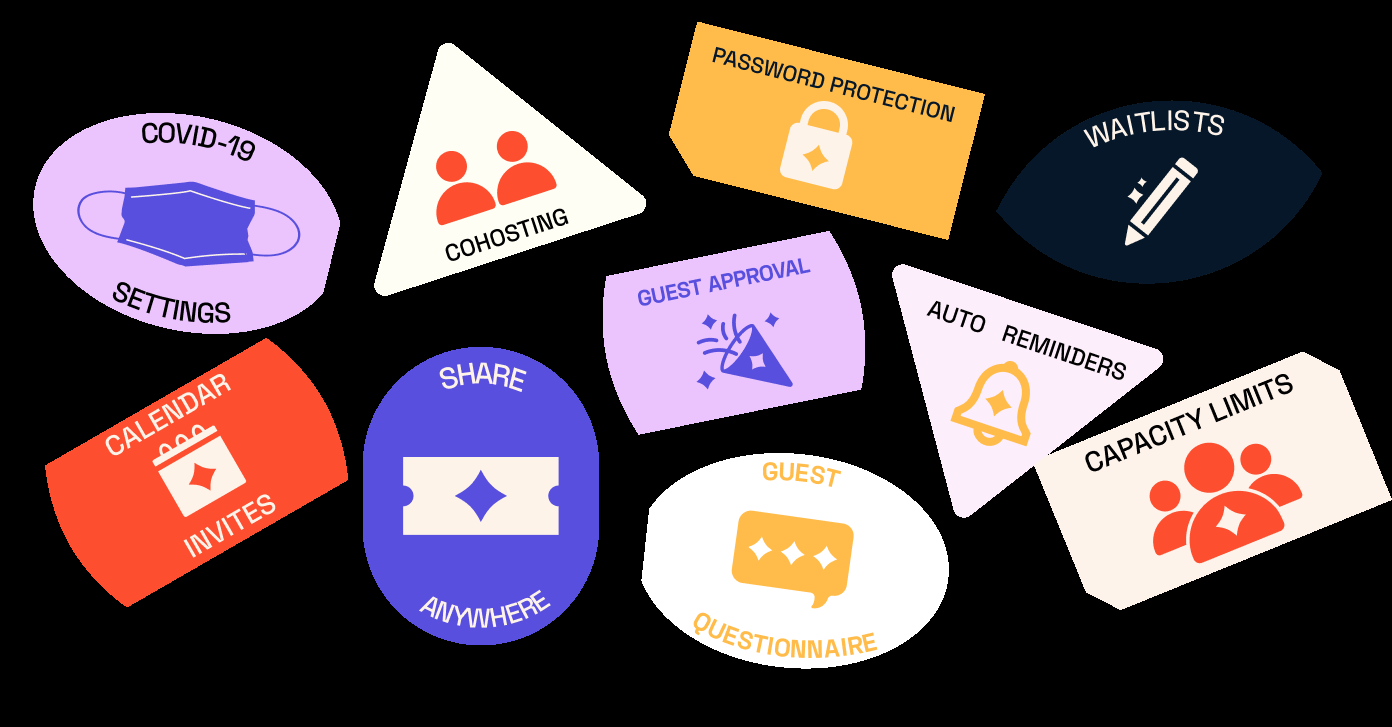 COVID-19
SETTINGS
COHOSTING
PASSWORD PROTECTION
WAITLISTS
GUEST APPROVAL
AUTO REMINDERS
CALENDAR
INVITES
SHARE
ANYWHERE
GUEST
QUESTIONNAIRE
CAPACITY LIMITS